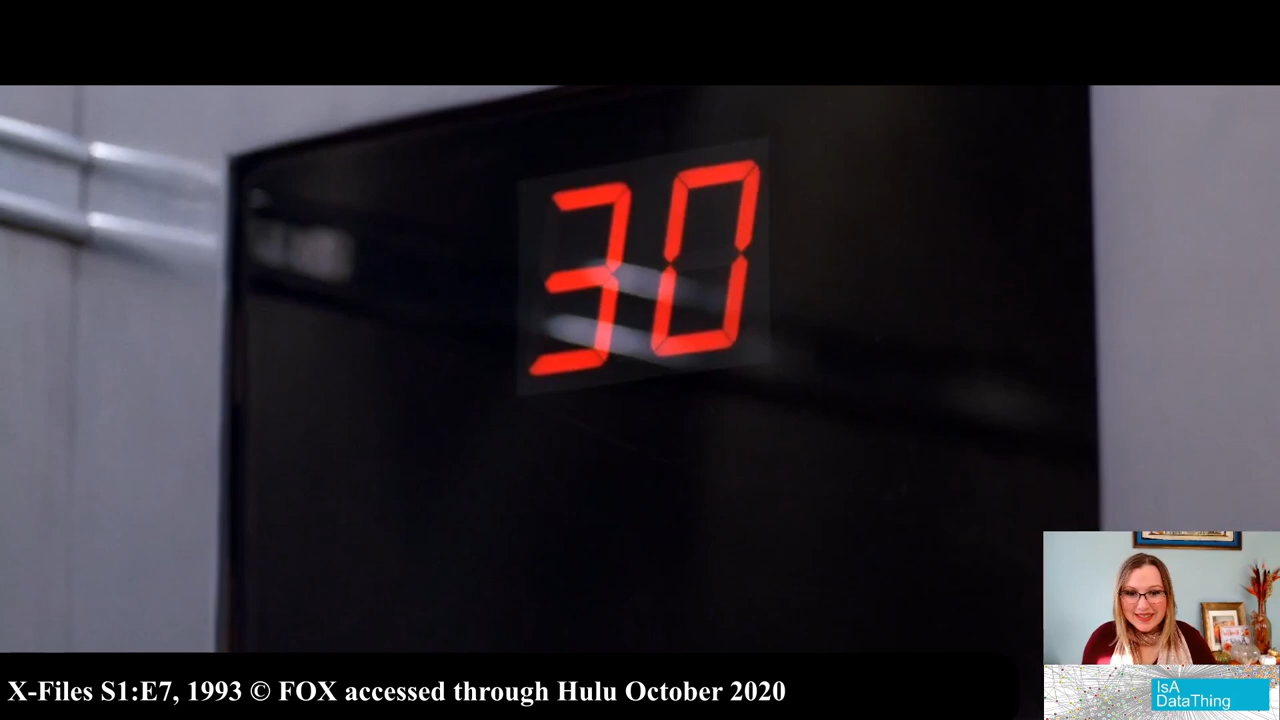 30
X-Files S1:E7, 1993 © FOX accessed through Hulu October 2020
IsA
DataThing